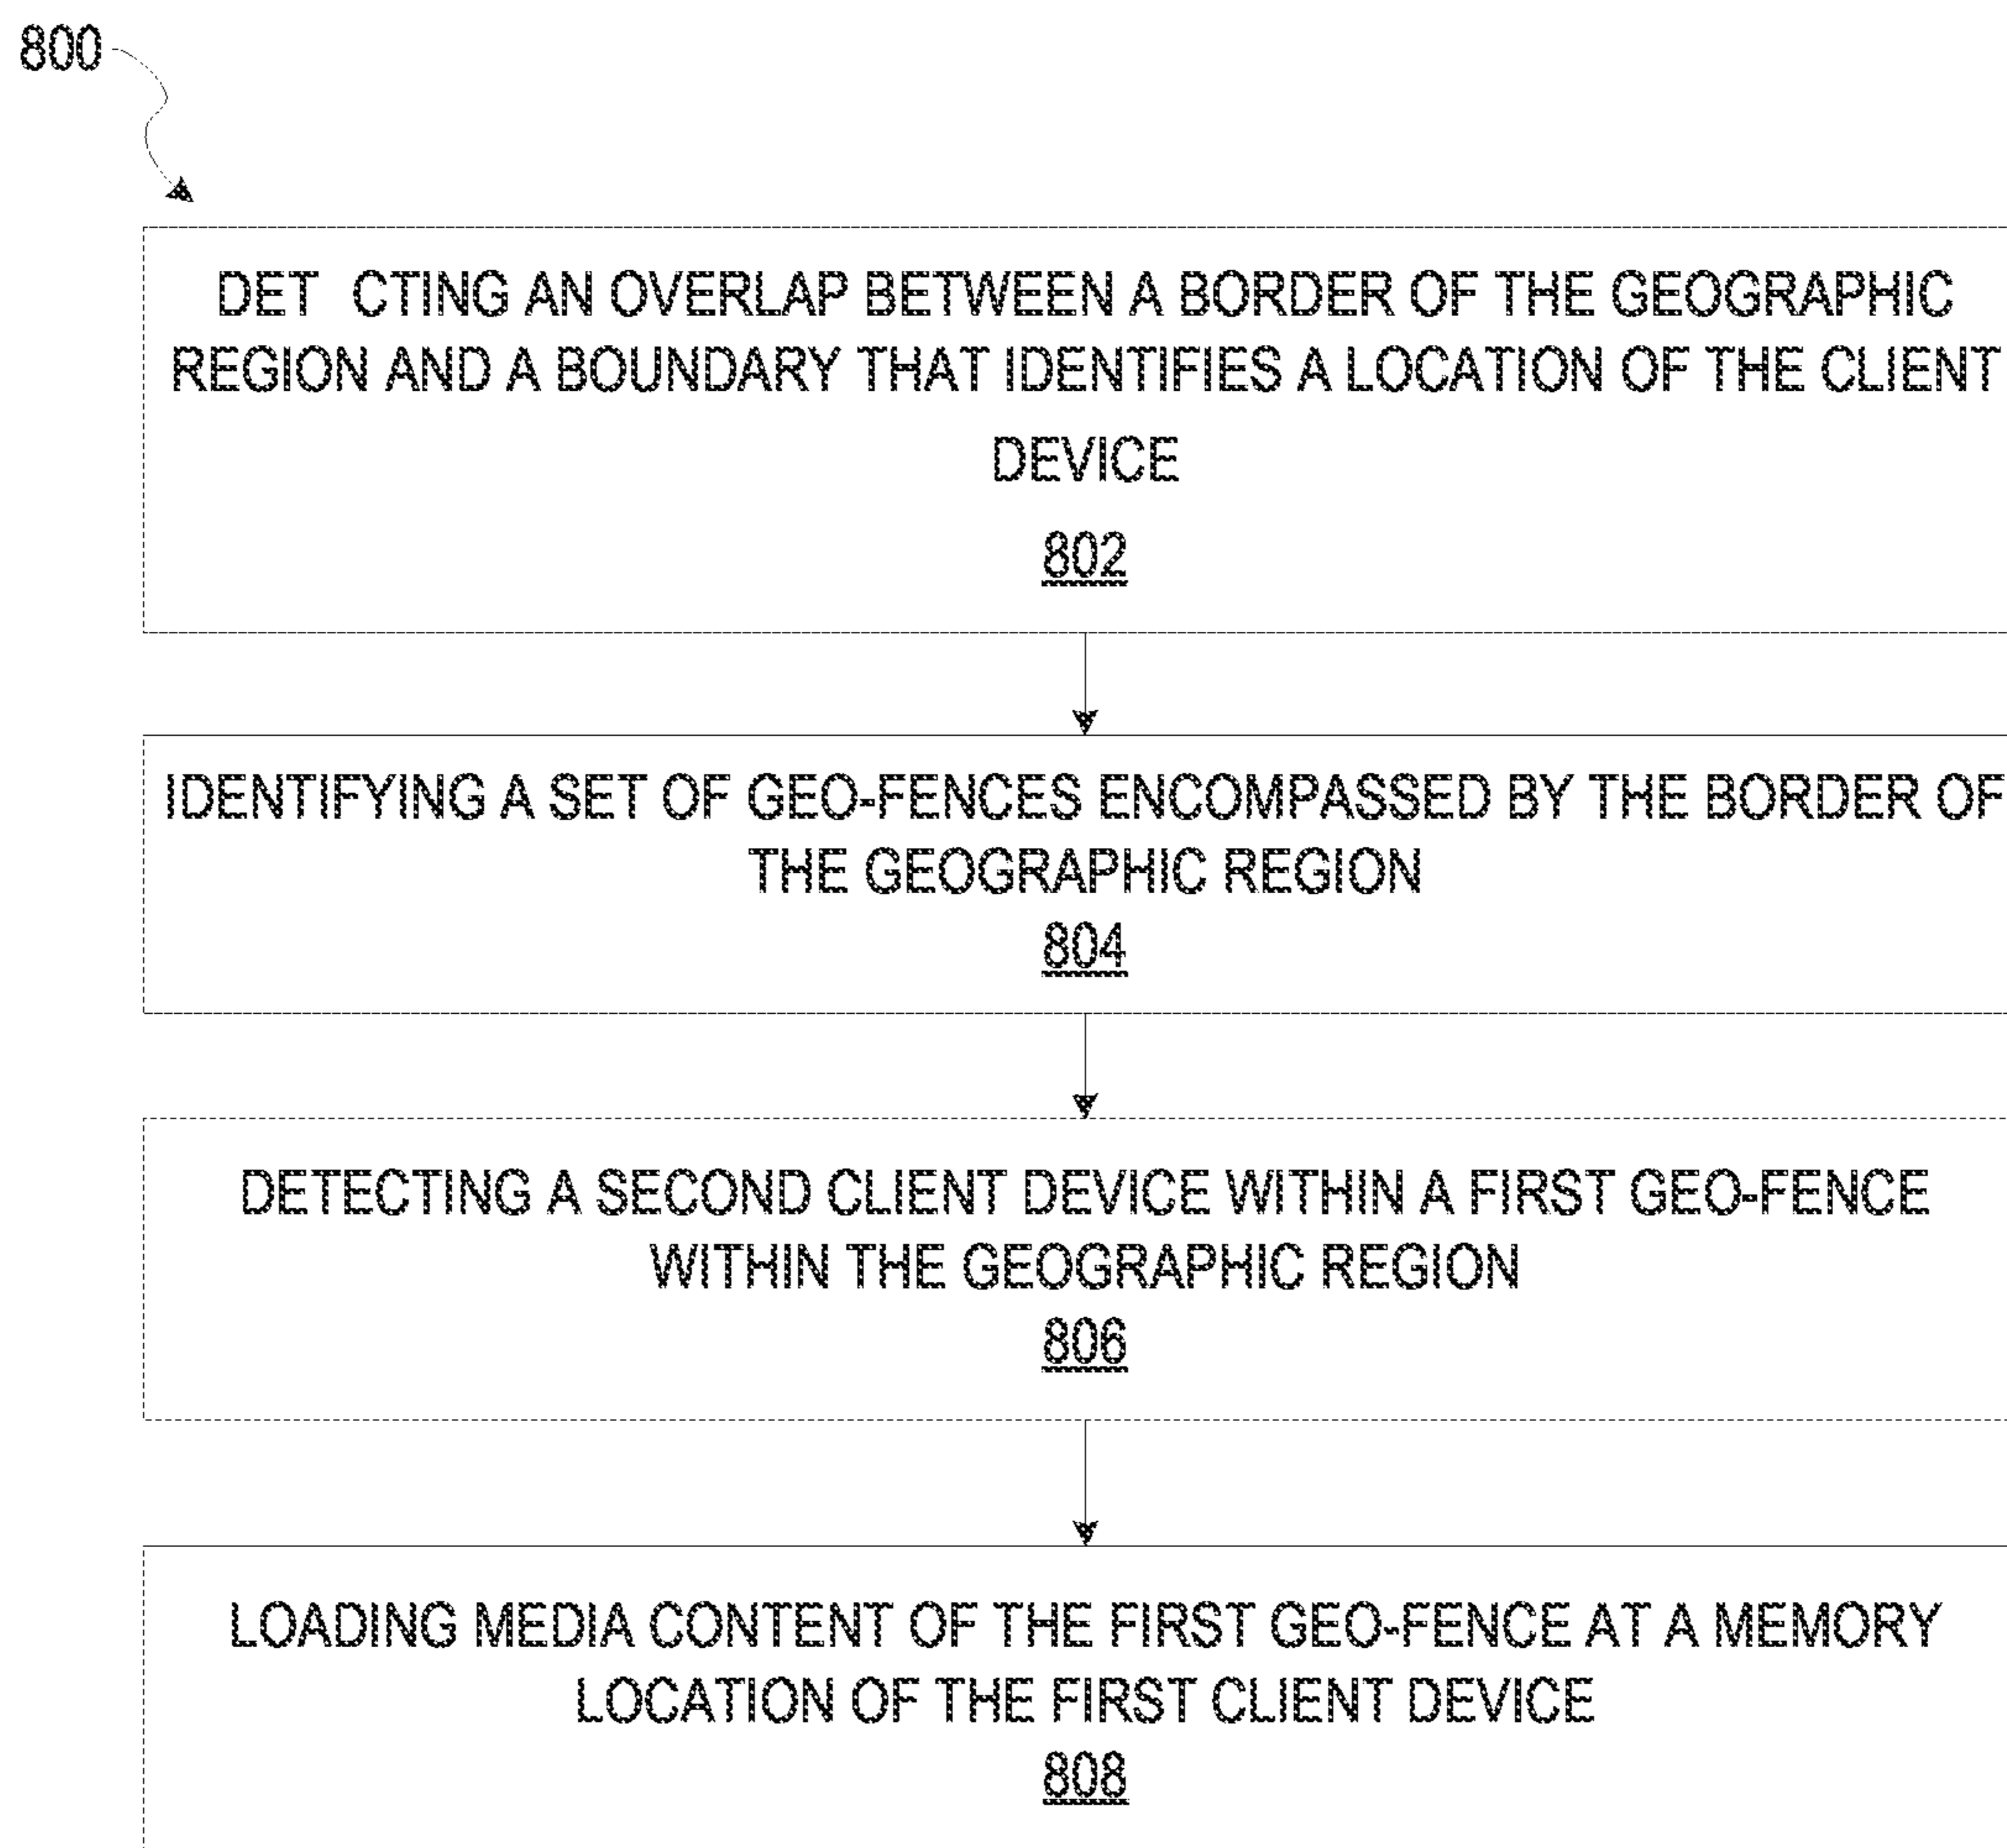 800
DET CTING AN OVERLAP BETWEEN A BORDER OF THE GEOGRAPHIC
REGION AND A BOUNDARY THAT IDENTIFIES A LOCATION OF THE CLIENT
DEVICE
802
IDENTIFYING A SET OF GEO-FENCES ENCOMPASSED BY THE BORDER OF
THE GEOGRAPHIC REGION
804
DETECTING A SECOND CLIENT DEVICE WITHIN A FIRST GEO-FENCE
WITHIN THE GEOGRAPHIC REGION
806
LOADING MEDIA CONTENT OF THE FIRST GEO-FENCE AT A MEMORY
LOCATION OF THE FIRST CLIENT DEVICE
808